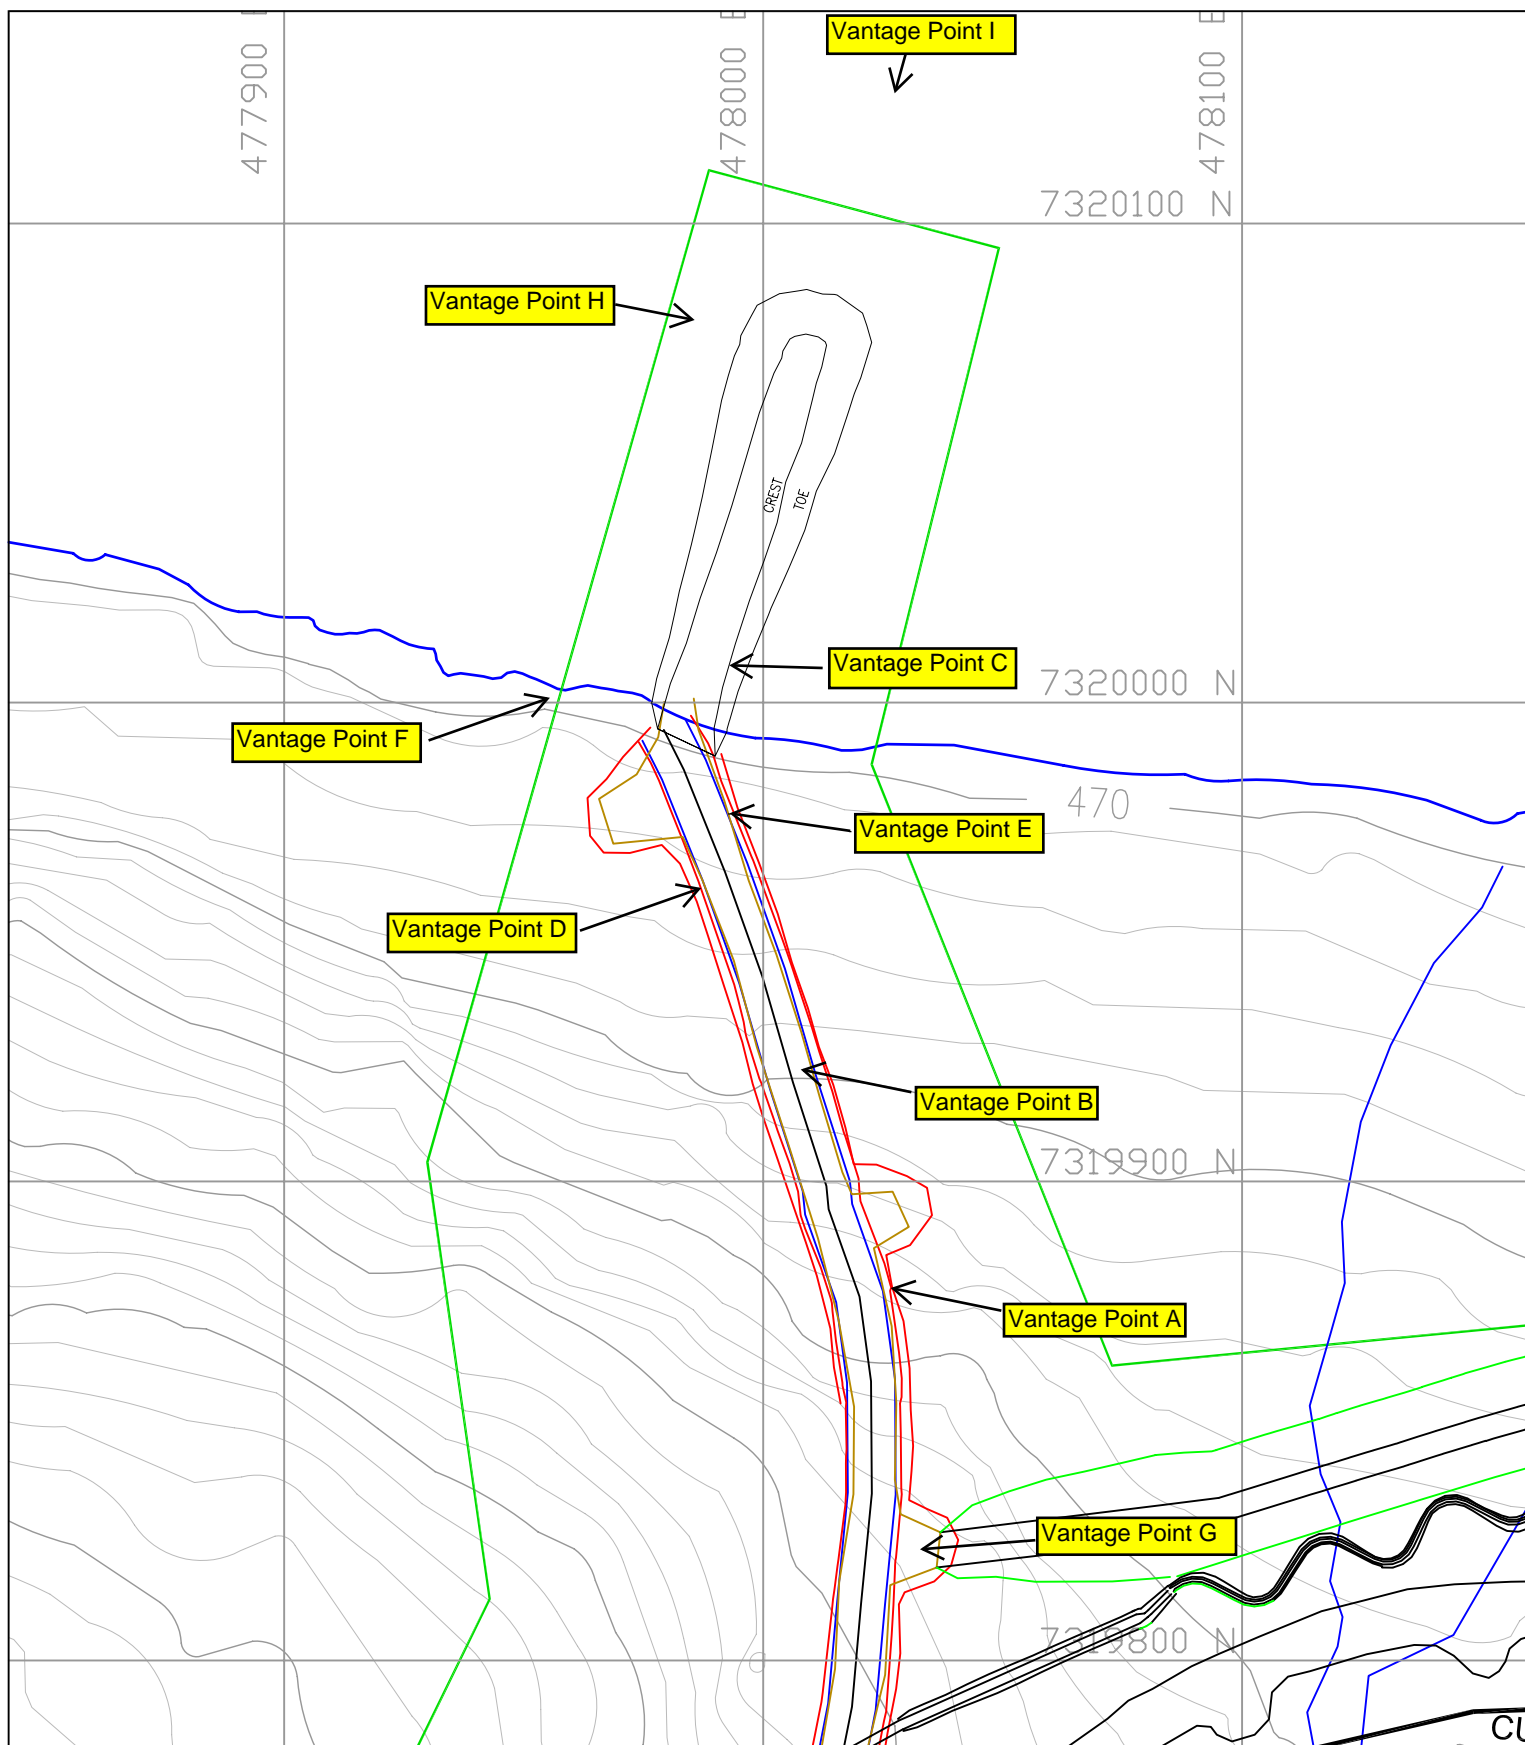 Vantage Point I
477900 E
478000 E
478100 E
7320100 N
Vantage Point H
CREST
TOE
Vantage Point C
7320000 N
Vantage Point F
470
Vantage Point E
Vantage Point D
Vantage Point B
7319900 N
Vantage Point A
Vantage Point G
7319800 N